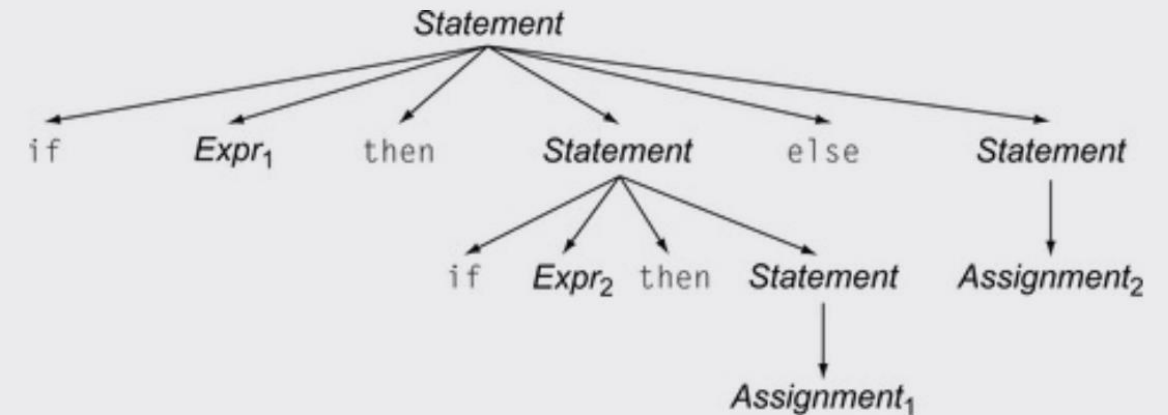 Statement
if Expr₁ then Statement else Statement
if Expr₂ then Statement Assignment₂
Assignment₁